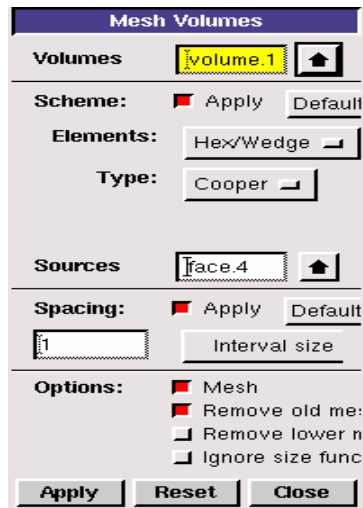 Mesh Volumes
Volumes volume.1
Scheme: Apply Default
Elements: Hex/Wedge
Type: Cooper
Sources face.4
Spacing: Apply Default
1 Interval size
Options: Mesh
Remove old me
Remove lower
Ignore size func
Apply Reset Close